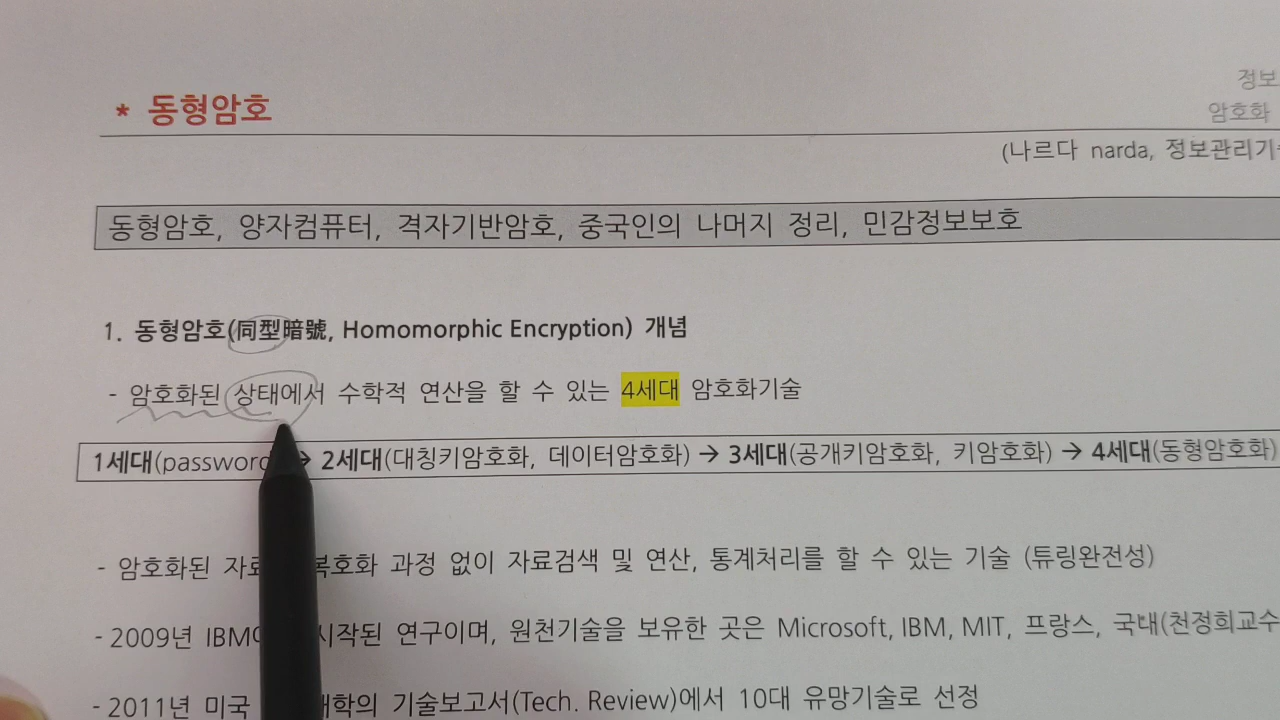 정보
* 동형암호
암호화
(나르다 narda, 정보관리기술
동형암호, 양자컴퓨터, 격자기반암호, 중국인의 나머지 정리, 민감정보보호
1. 동형암호(同型暗號, Homomorphic Encryption) 개념
- 암호화된 상태에서 수학적 연산을 할 수 있는 4세대 암호화기술
1세대(password → 2세대(대칭키암호화, 데이터암호화) → 3세대(공개키암호화, 키암호화) → 4세대(동형암호화)
- 암호화된 복호화 과정 없이 자료검색 및 연산, 통계처리를 할 수 있는 기술 (튜링완전성)
- 2009년 IBM 시작된 연구이며, 원천기술을 보유한 곳은 Microsoft, IBM, MIT, 프랑스, 국내(천정희교수
- 2011년 미국 기술보고서(Tech. Review)에서 10대 유망기술로 선정